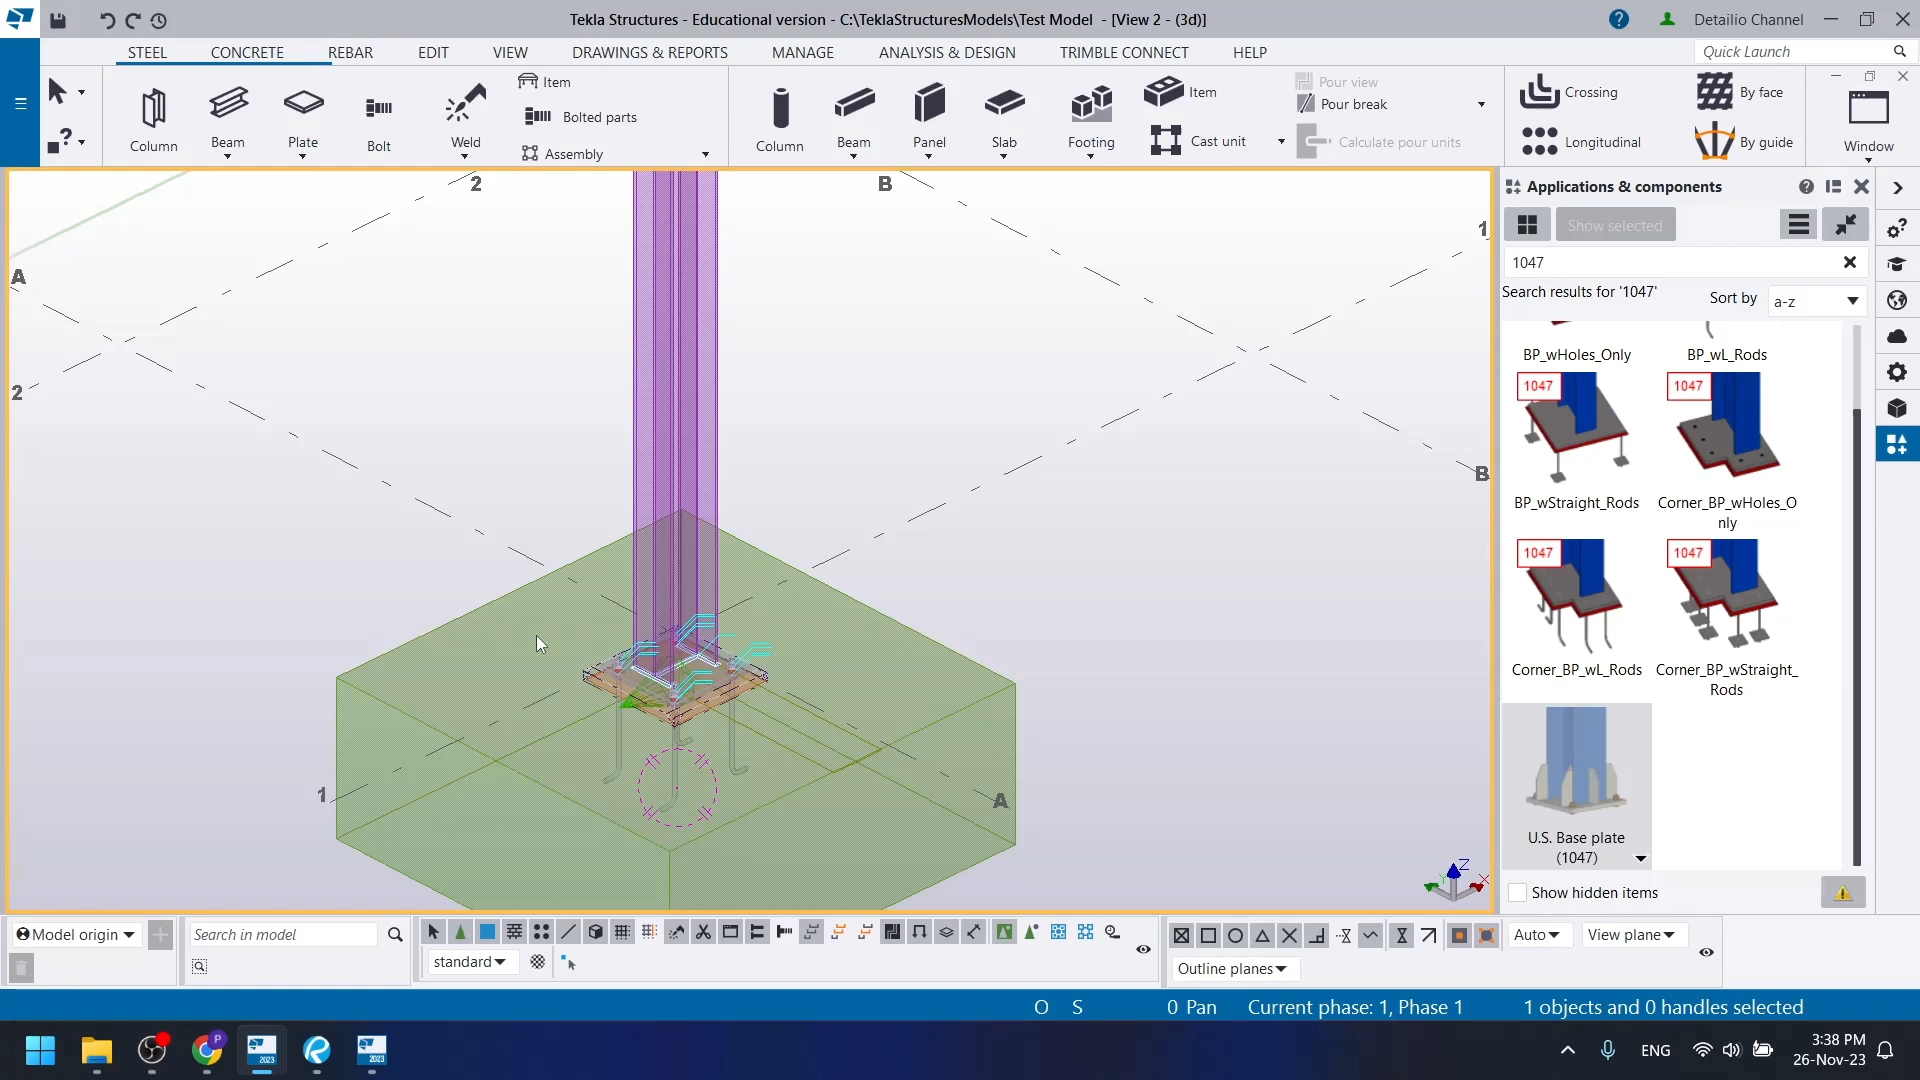 Tekla Structures - Educational version - C:\TeklaStructuresModels\Test Model - [View 2 - (3d)]
Detailio Channel
STEEL CONCRETE REBAR EDIT VIEW DRAWINGS & REPORTS MANAGE ANALYSIS & DESIGN TRIMBLE CONNECT HELP
Quick Launch
Column
Beam
Plate
Bolt
Weld
Item
Bolted parts
Assembly
Column
Beam
Panel
Slab
Footing
Item
Cast unit
Pour view
Pour break
Calculate pour units
Crossing
Longitudinal
By face
By guide
Window
2
B
1
A
2
B
1
A
Z
X
Applications & components
Show selected
1047
Search results for '1047'
Sort by
a-z
BP_wHoles_Only
BP_wL_Rods
1047
1047
BP_wStraight_Rods
Corner_BP_wHoles_O
nly
1047
1047
Corner_BP_wL_Rods
Corner_BP_wStraight_
Rods
U.S. Base plate
(1047)
Show hidden items
Model origin
Search in model
standard
Auto
View plane
Outline planes
O S 0 Pan Current phase: 1, Phase 1 1 objects and 0 handles selected
P
2023
2023
ENG
3:38 PM
26-Nov-23